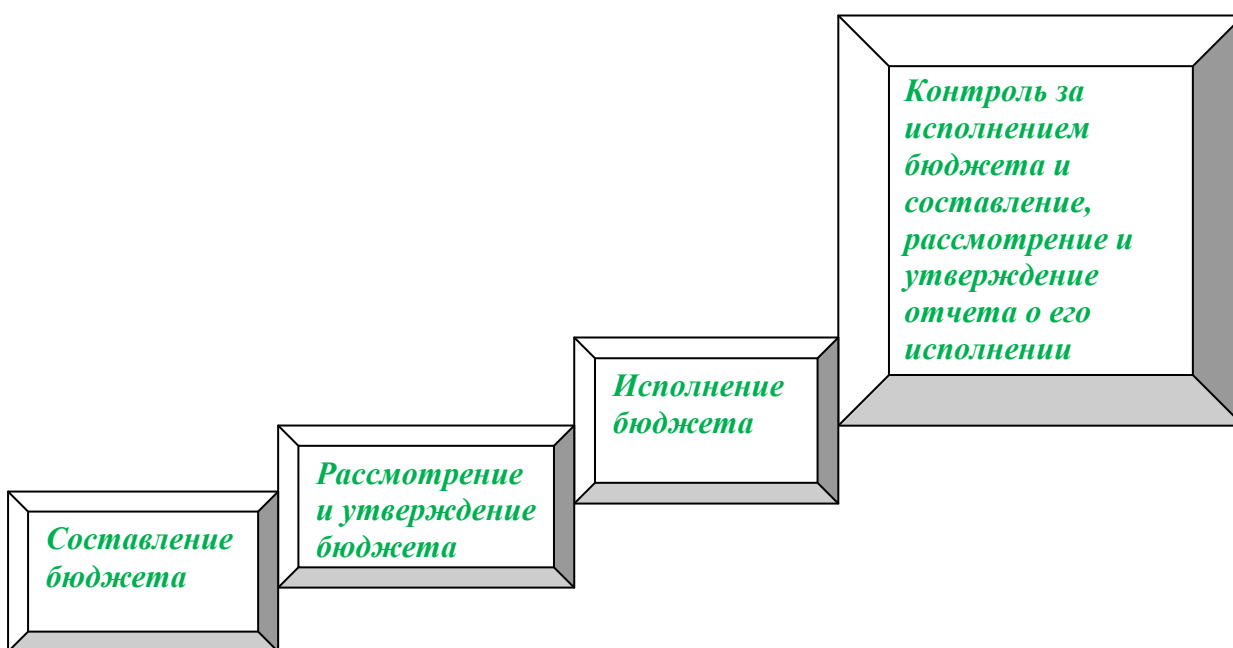 Составление
бюджета
Рассмотрение
и утверждение
бюджета
Исполнение
бюджета
Контроль за
исполнением
бюджета и
составление,
рассмотрение и
утверждение
отчета о его
исполнении